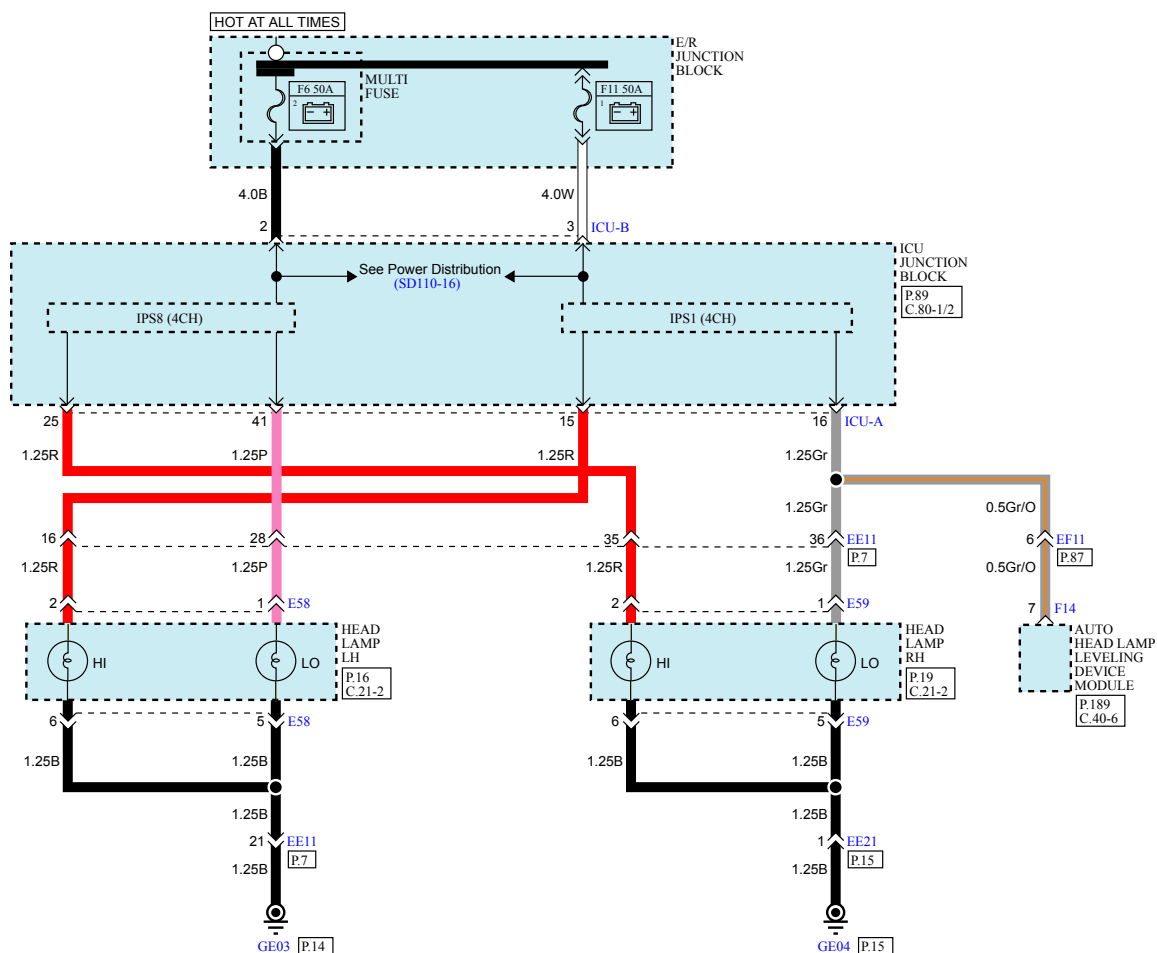 HOT AT ALL TIMES
E/R
JUNCTION
BLOCK
MULTI
FUSE
F6 50A
2
F11 50A
1
4.0B
4.0W
2
3
ICU-B
See Power Distribution
(SD110-16)
ICU
JUNCTION
BLOCK
P.89
C.80-1/2
IPS8 (4CH)
IPS1 (4CH)
25
41
15
16
ICU-A
1.25R
1.25P
1.25R
1.25Gr
1.25Gr
0.5Gr/O
16
28
35
36
EE11
P.7
6
EF11
P.87
1.25R
1.25P
1.25R
1.25Gr
0.5Gr/O
2
1
E58
2
1
E59
7
F14
HI
LO
HEAD
LAMP
LH
P.16
C.21-2
HI
LO
HEAD
LAMP
RH
P.19
C.21-2
AUTO
HEAD LAMP
LEVELING
DEVICE
MODULE
P.189
C.40-6
6
5
E58
6
5
E59
1.25B
1.25B
1.25B
1.25B
1.25B
1.25B
21
EE11
P.7
1
EE21
P.15
1.25B
1.25B
GE03
P.14
GE04
P.15